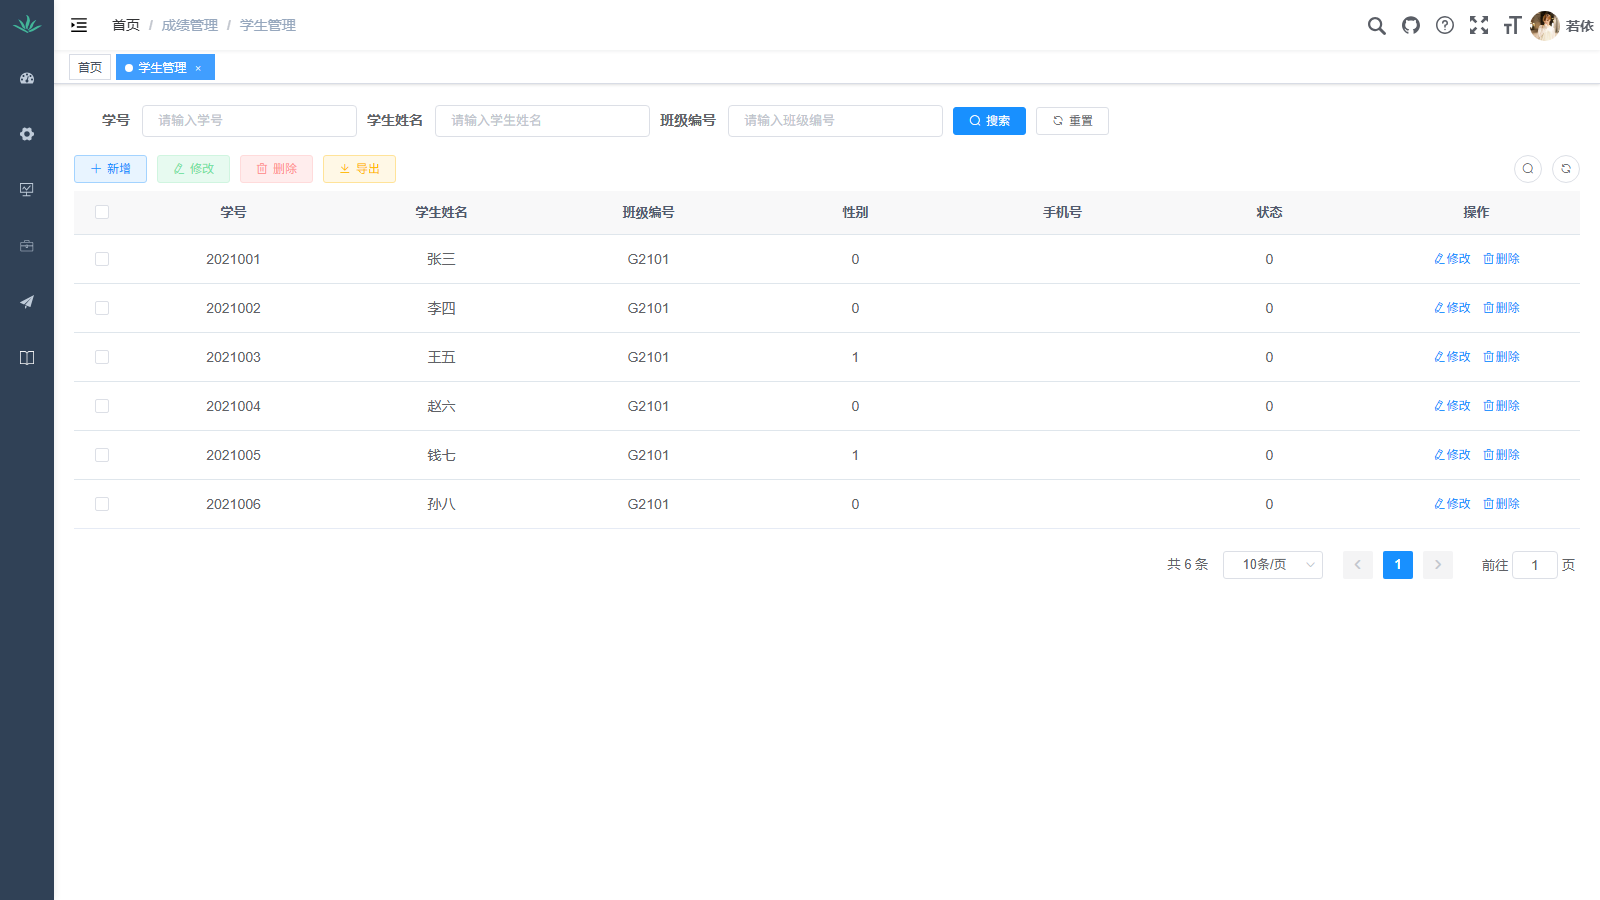 首页 / 成绩管理 / 学生管理 若依
首页 学生管理 ×
学号 请输入学号 学生姓名 请输入学生姓名 班级编号 请输入班级编号 搜索 重置
新增 修改 删除 导出
学号 学生姓名 班级编号 性别 手机号 状态 操作
2021001 张三 G2101 0 0 修改 删除
2021002 李四 G2101 0 0 修改 删除
2021003 王五 G2101 1 0 修改 删除
2021004 赵六 G2101 0 0 修改 删除
2021005 钱七 G2101 1 0 修改 删除
2021006 孙八 G2101 0 0 修改 删除
共 6 条 10条/页 1 前往 1 页